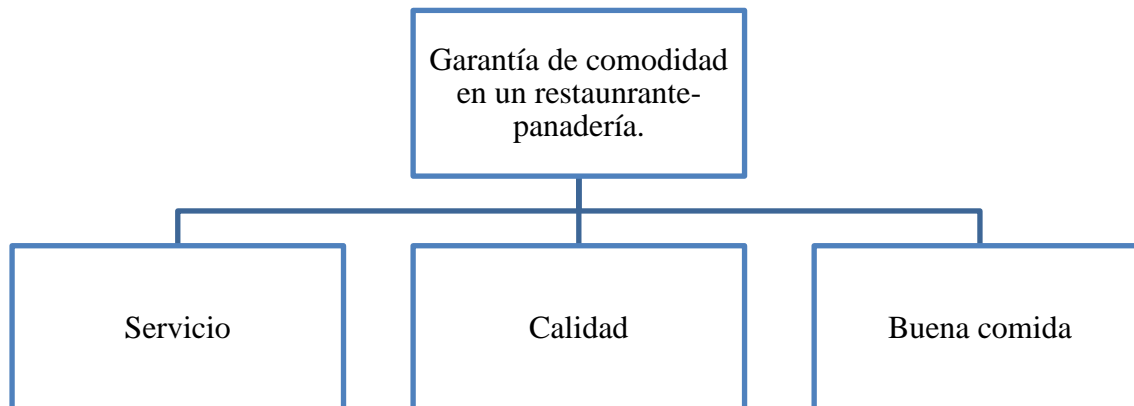 Garantía de comodidad
en un restaunrante-
panadería.
Servicio
Calidad
Buena comida